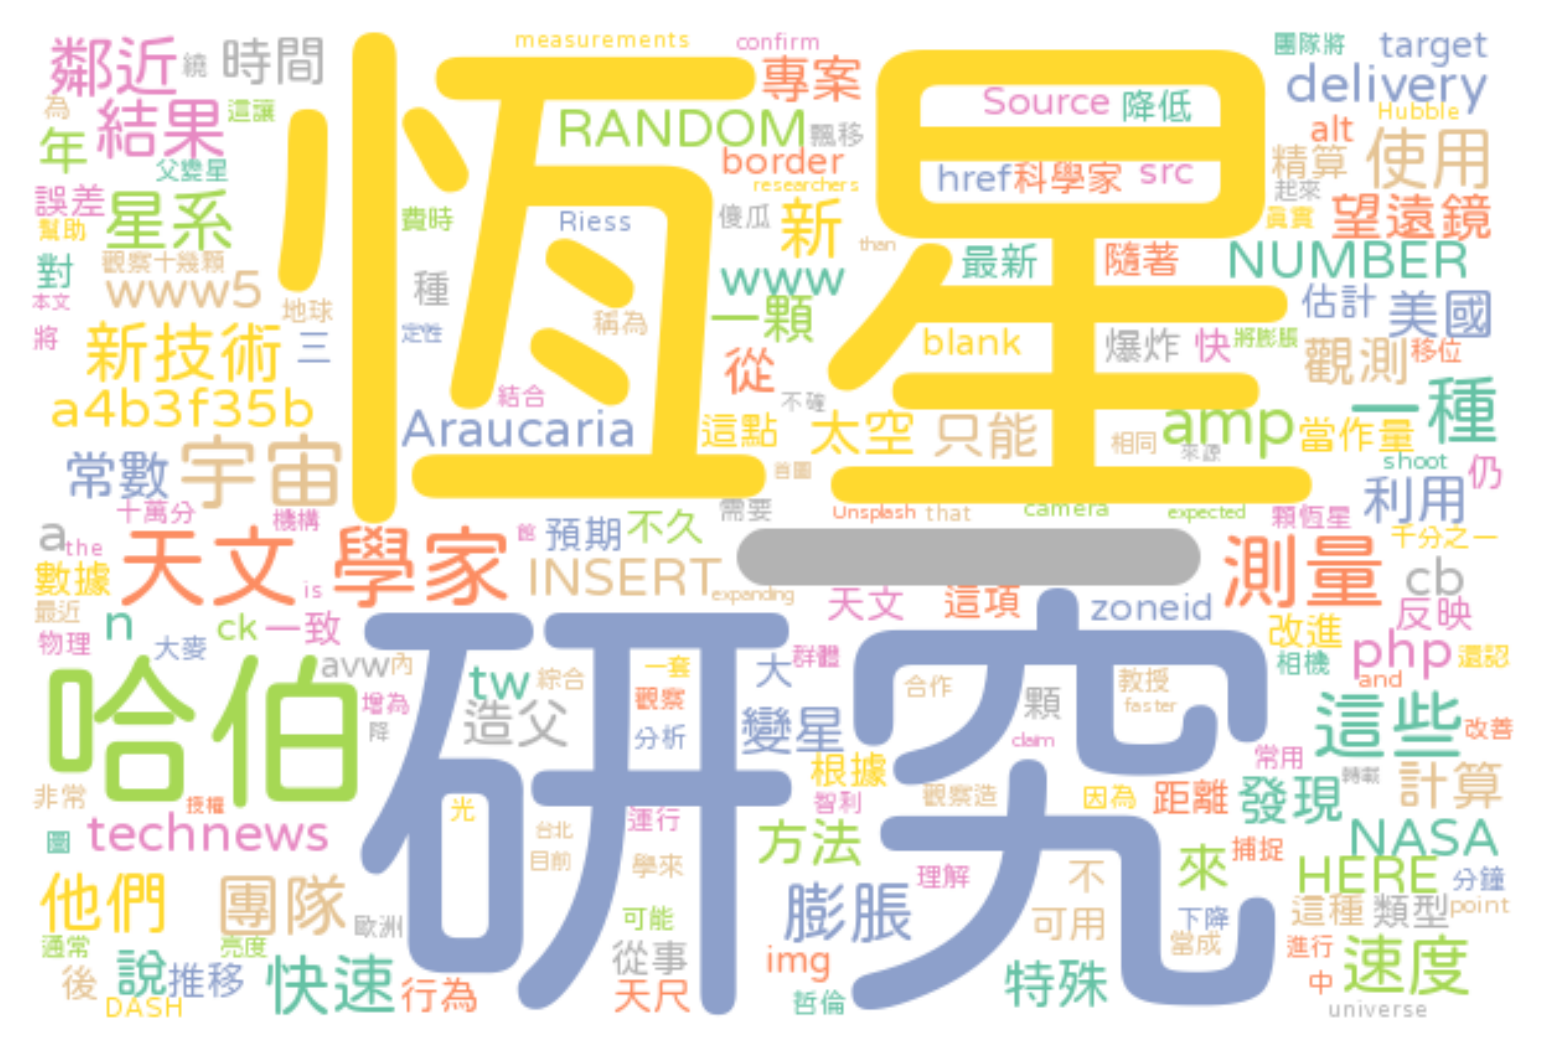 measurements confirm 團隊將 target
鄰近 繞 時間 恆星 專案 Source 降低 delivery
為 結果 這讓 RANDOM 飄移 Hubble
年 父變星 border href 科學家 src alt 精算 使用
誤差 星系 費時 Riess researchers 傻瓜 新 than 起來 真實 望遠鏡
幫助 觀察十幾顆 最新 隨著 NUMBER
對 www5 種 www 估計 美國
本文 地球 稱為 一顆
將 新技術 三 定性 從 blank 爆炸 快 將膨脹 觀測 移位
a4b3f35b 結合 不確 一種
Araucaria 這點 太空 只能 相同 amp 當作量
常數 宇宙 首圖 來源 shoot 仍
十萬分 機構 需要 Unsplash that camera expected 顆恆星 利用
a the 天文 學家 館 預期 不久 測量 千分之一
數據 is INSERT expanding cb
最近 n ck 一致 研究 天文 這項 zoneid 反映
物理 大麥 改進 相機 php 還認
哈伯 avw 內 tw 綜合 一套 大 群體 合作 教授 and
增為 造父 觀察 顆 faster 這些 改善
降 分析 變星 claim 常用
非常 授權 光 根據 智利 觀察造 因為 距離 發現 轉載 計算
圖 technews 台北 運行 方法 捕捉 NASA
目前 學來 理解 不 來 HERE 分鐘
他們 團隊 歐洲 可能 膨脹 可用 下降 這種 類型 point
通常 亮度 當成 進行
後 說 推移 快速 行為 從事 img 特殊 中 速度
DASH 天尺 哲倫 universe